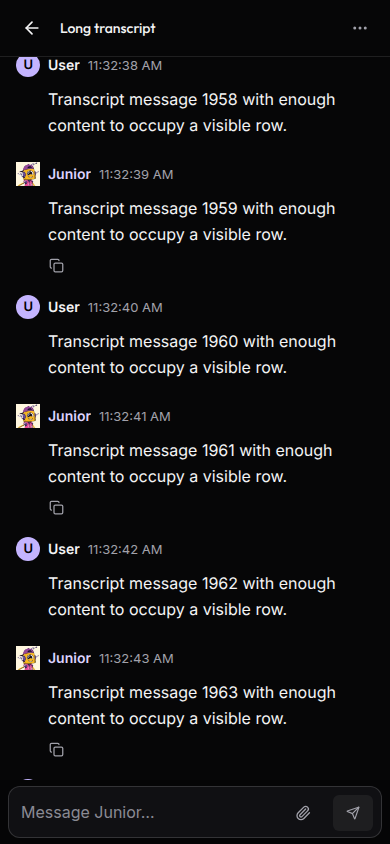 Long transcript
U User 11:32:38 AM
Transcript message 1958 with enough
content to occupy a visible row.
Junior 11:32:39 AM
Transcript message 1959 with enough
content to occupy a visible row.
U User 11:32:40 AM
Transcript message 1960 with enough
content to occupy a visible row.
Junior 11:32:41 AM
Transcript message 1961 with enough
content to occupy a visible row.
U User 11:32:42 AM
Transcript message 1962 with enough
content to occupy a visible row.
Junior 11:32:43 AM
Transcript message 1963 with enough
content to occupy a visible row.
Message Junior...